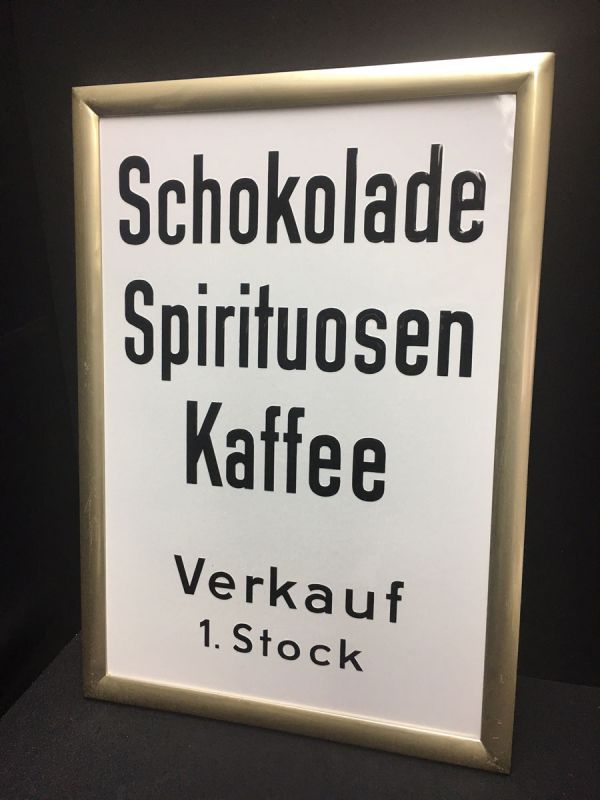 Schokolade
Spirituosen
Kaffee
Verkauf
1. Stock